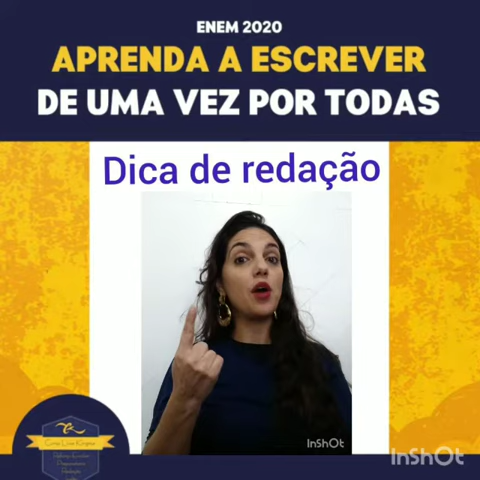 ENEM 2020
APRENDA A ESCREVER
DE UMA VEZ POR TODAS
Dica de redação
InShOt
InShOt